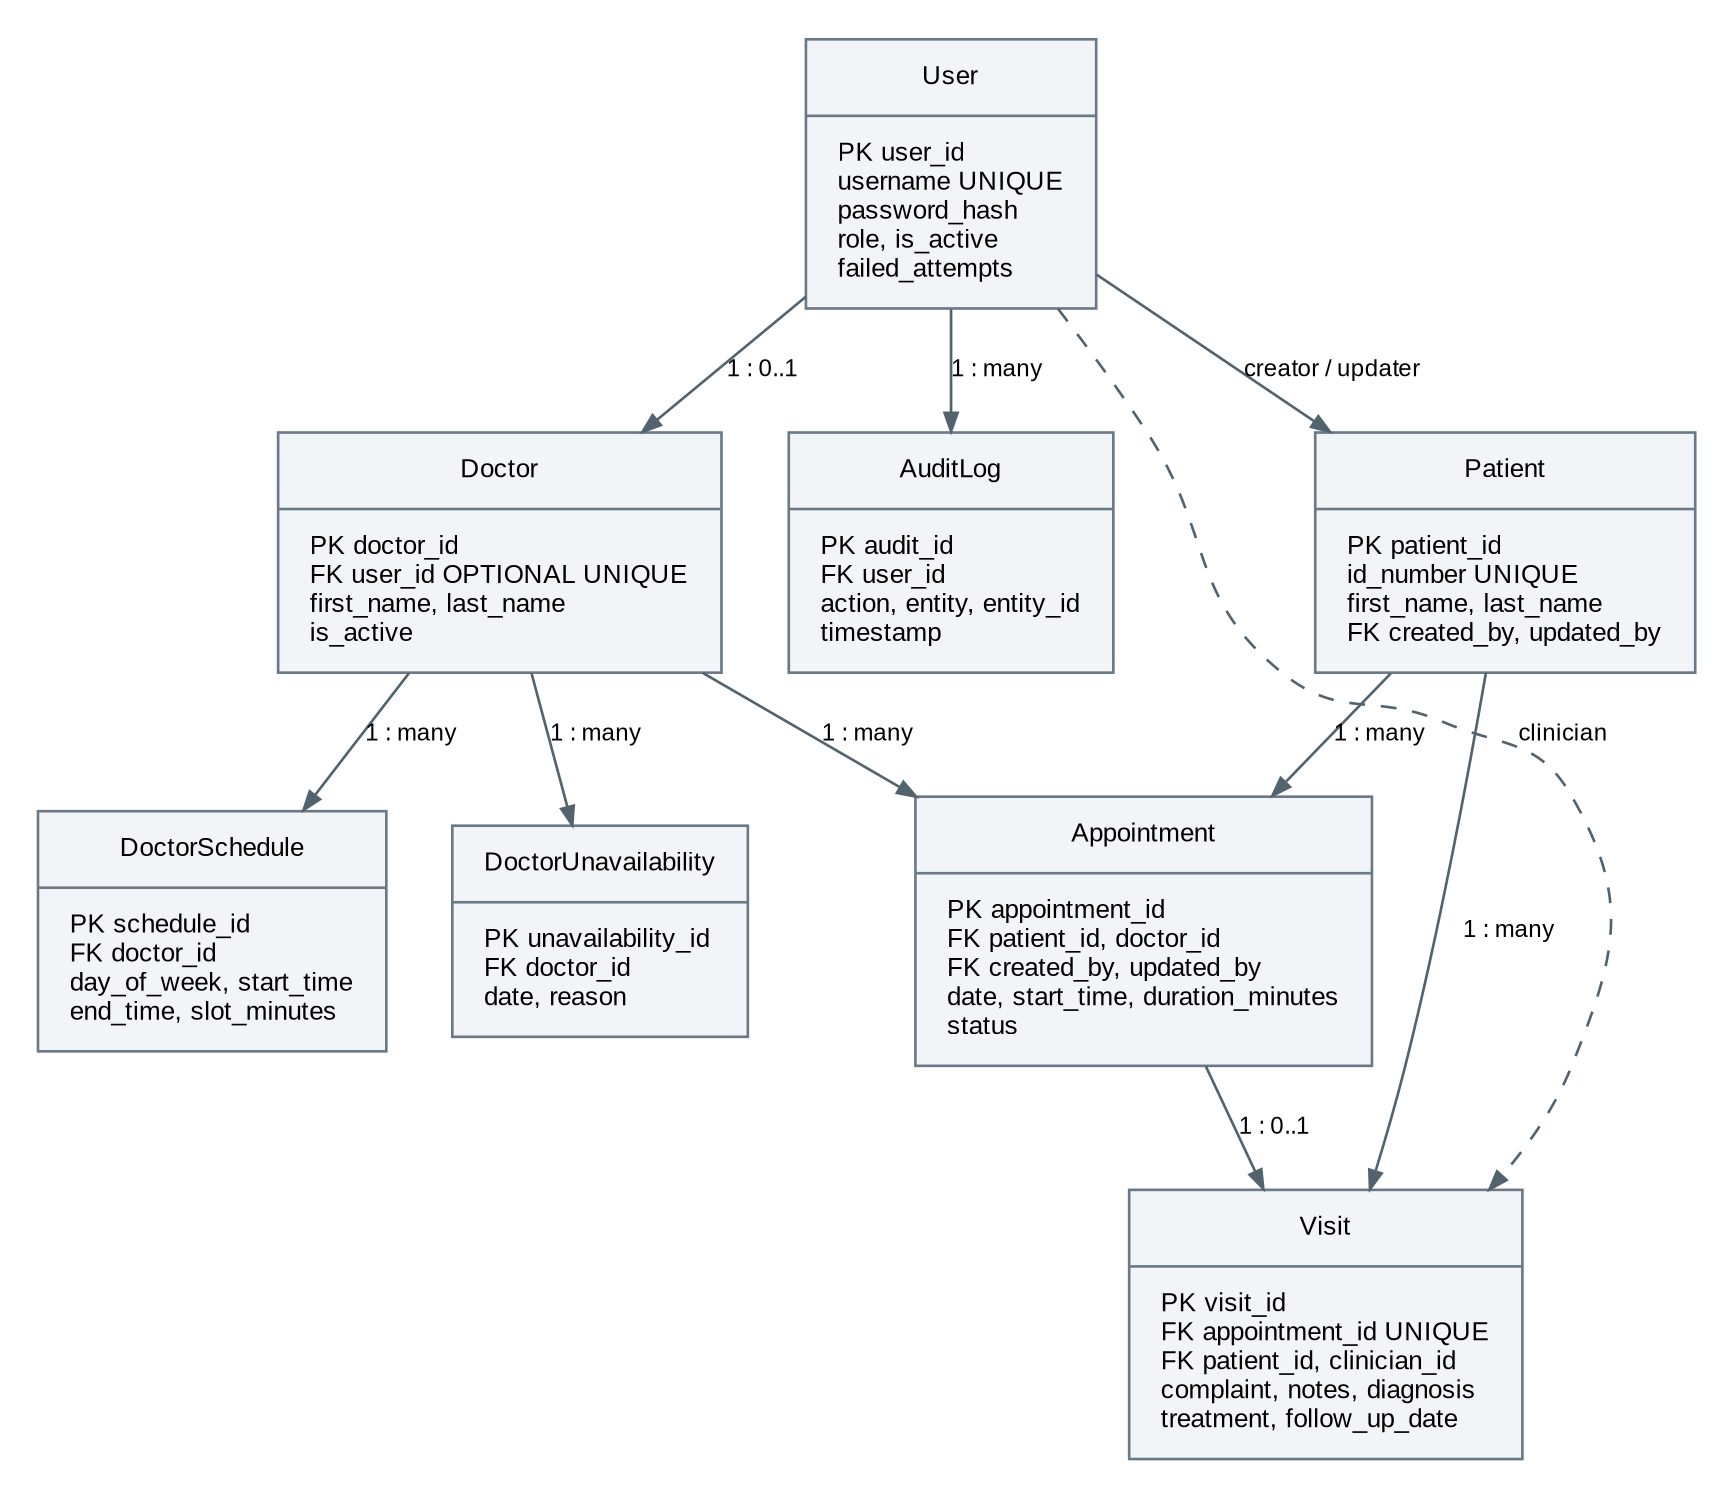 User
PK user_id
username UNIQUE
password_hash
role, is_active
failed_attempts
1 : 0..1
1 : many
creator / updater
Doctor
PK doctor_id
FK user_id OPTIONAL UNIQUE
first_name, last_name
is_active
AuditLog
PK audit_id
FK user_id
action, entity, entity_id
timestamp
Patient
PK patient_id
id_number UNIQUE
first_name, last_name
FK created_by, updated_by
1 : many
1 : many
1 : many
1 : many
clinician
DoctorSchedule
PK schedule_id
FK doctor_id
day_of_week, start_time
end_time, slot_minutes
DoctorUnavailability
PK unavailability_id
FK doctor_id
date, reason
Appointment
PK appointment_id
FK patient_id, doctor_id
FK created_by, updated_by
date, start_time, duration_minutes
status
1 : many
1 : 0..1
Visit
PK visit_id
FK appointment_id UNIQUE
FK patient_id, clinician_id
complaint, notes, diagnosis
treatment, follow_up_date